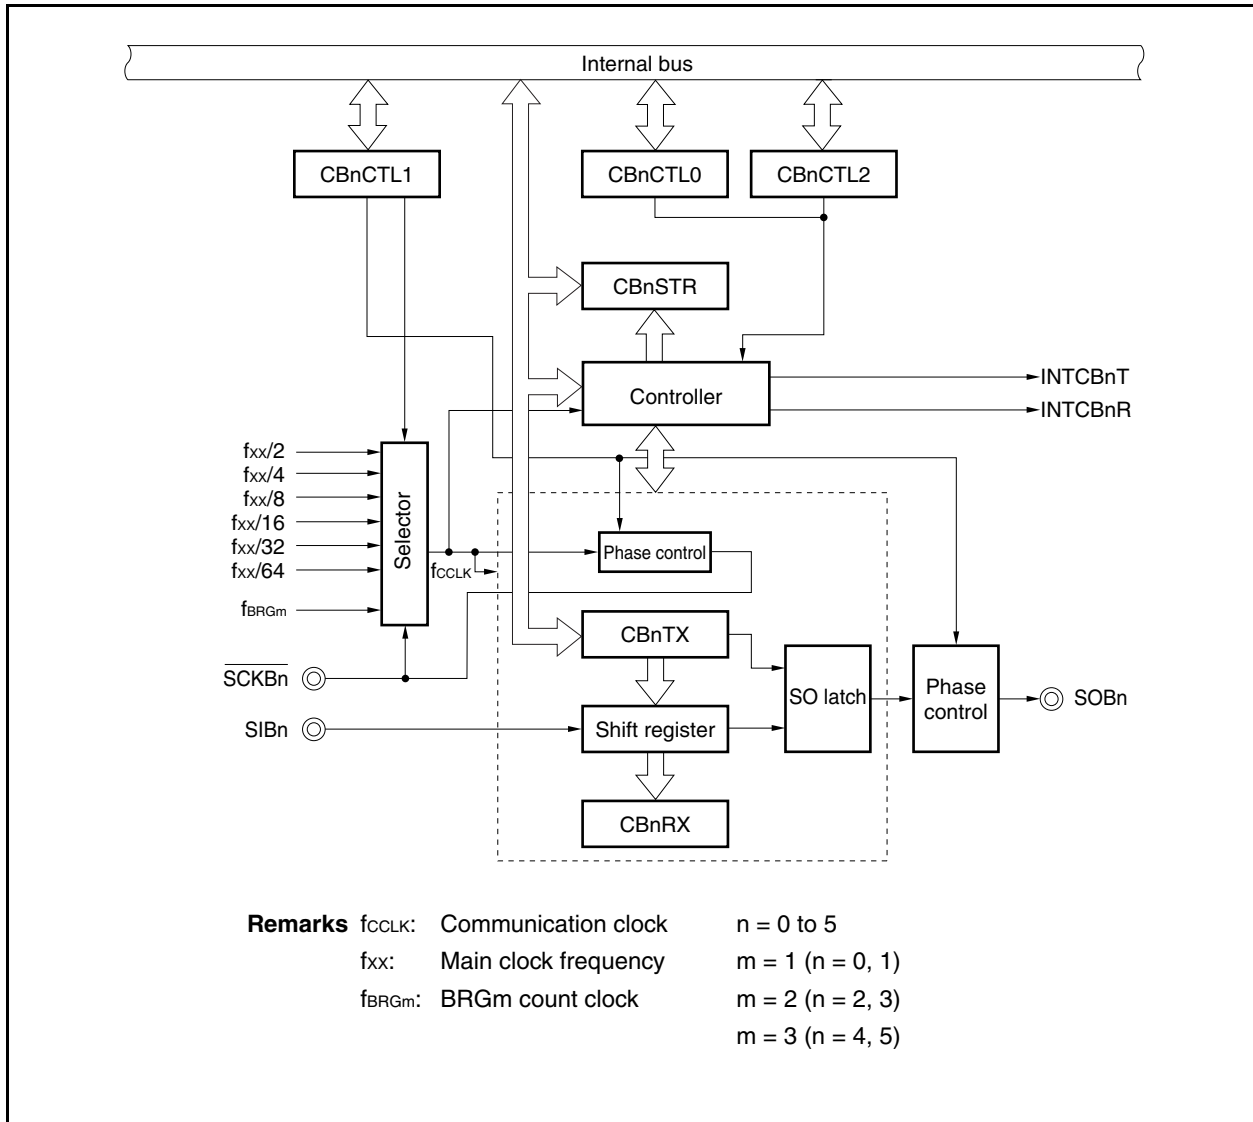 Internal bus
CBnCTL1
CBnCTL0
CBnCTL2
CBnSTR
Controller
INTCBnT
INTCBnR
fxx/2
fxx/4
fxx/8
fxx/16
fxx/32
fxx/64
fBRGm
Selector
fCCLK
Phase control
CBnTX
SCKBn
SIBn
Shift register
SO latch
Phase
control
SOBn
CBnRX
Remarks fCCLK: Communication clock n = 0 to 5
fxx: Main clock frequency m = 1 (n = 0, 1)
fBRGm: BRGm count clock m = 2 (n = 2, 3)
m = 3 (n = 4, 5)